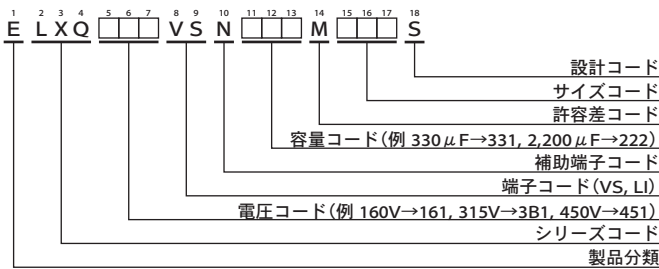 1 2 3 4 5 6 7 8 9 10 11 12 13 14 15 16 17 18
E L X Q □□□ V S N □□□ M □□□ S
設計コード
サイズコード
許容差コード
容量コード(例 330μF→331, 2,200μF→222)
補助端子コード
端子コード(VS, LI)
電圧コード(例 160V→161, 315V→3B1, 450V→451)
シリーズコード
製品分類